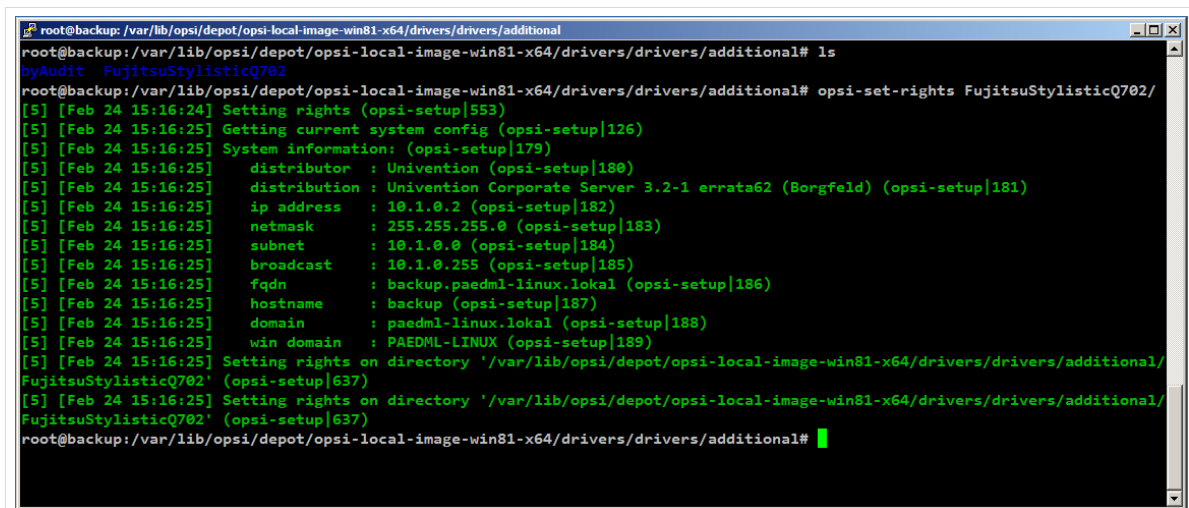 root@backup: /var/lib/opsi/depot/opsi-local-image-win81-x64/drivers/drivers/additional
root@backup:/var/lib/opsi/depot/opsi-local-image-win81-x64/drivers/drivers/additional# ls
byAudit  FujitsuStylisticQ702
root@backup:/var/lib/opsi/depot/opsi-local-image-win81-x64/drivers/drivers/additional# opsi-set-rights FujitsuStylisticQ702/
[5] [Feb 24 15:16:24] Setting rights (opsi-setup|553)
[5] [Feb 24 15:16:25] Getting current system config (opsi-setup|126)
[5] [Feb 24 15:16:25] System information: (opsi-setup|179)
[5] [Feb 24 15:16:25]    distributor  : Univention (opsi-setup|180)
[5] [Feb 24 15:16:25]    distribution : Univention Corporate Server 3.2-1 errata62 (Borgfeld) (opsi-setup|181)
[5] [Feb 24 15:16:25]    ip address   : 10.1.0.2 (opsi-setup|182)
[5] [Feb 24 15:16:25]    netmask      : 255.255.255.0 (opsi-setup|183)
[5] [Feb 24 15:16:25]    subnet       : 10.1.0.0 (opsi-setup|184)
[5] [Feb 24 15:16:25]    broadcast    : 10.1.0.255 (opsi-setup|185)
[5] [Feb 24 15:16:25]    fqdn         : backup.paedml-linux.lokal (opsi-setup|186)
[5] [Feb 24 15:16:25]    hostname     : backup (opsi-setup|187)
[5] [Feb 24 15:16:25]    domain       : paedml-linux.lokal (opsi-setup|188)
[5] [Feb 24 15:16:25]    win domain   : PAEDML-LINUX (opsi-setup|189)
[5] [Feb 24 15:16:25] Setting rights on directory '/var/lib/opsi/depot/opsi-local-image-win81-x64/drivers/drivers/additional/
FujitsuStylisticQ702' (opsi-setup|637)
[5] [Feb 24 15:16:25] Setting rights on directory '/var/lib/opsi/depot/opsi-local-image-win81-x64/drivers/drivers/additional/
FujitsuStylisticQ702' (opsi-setup|637)
root@backup:/var/lib/opsi/depot/opsi-local-image-win81-x64/drivers/drivers/additional#